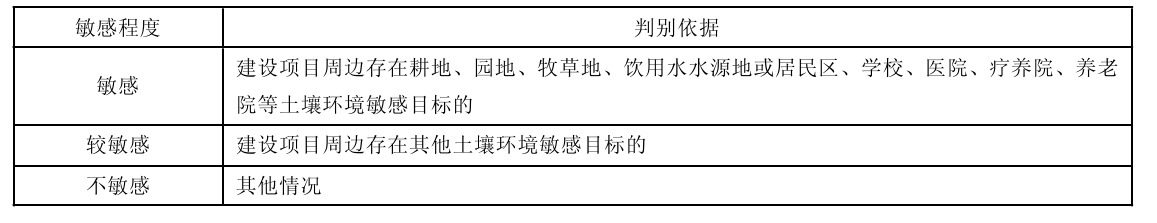 敏感程度 判别依据
敏感 建设项目周边存在耕地、园地、牧草地、饮用水水源地或居民区、学校、医院、疗养院、养老
院等土壤环境敏感目标的
较敏感 建设项目周边存在其他土壤环境敏感目标的
不敏感 其他情况